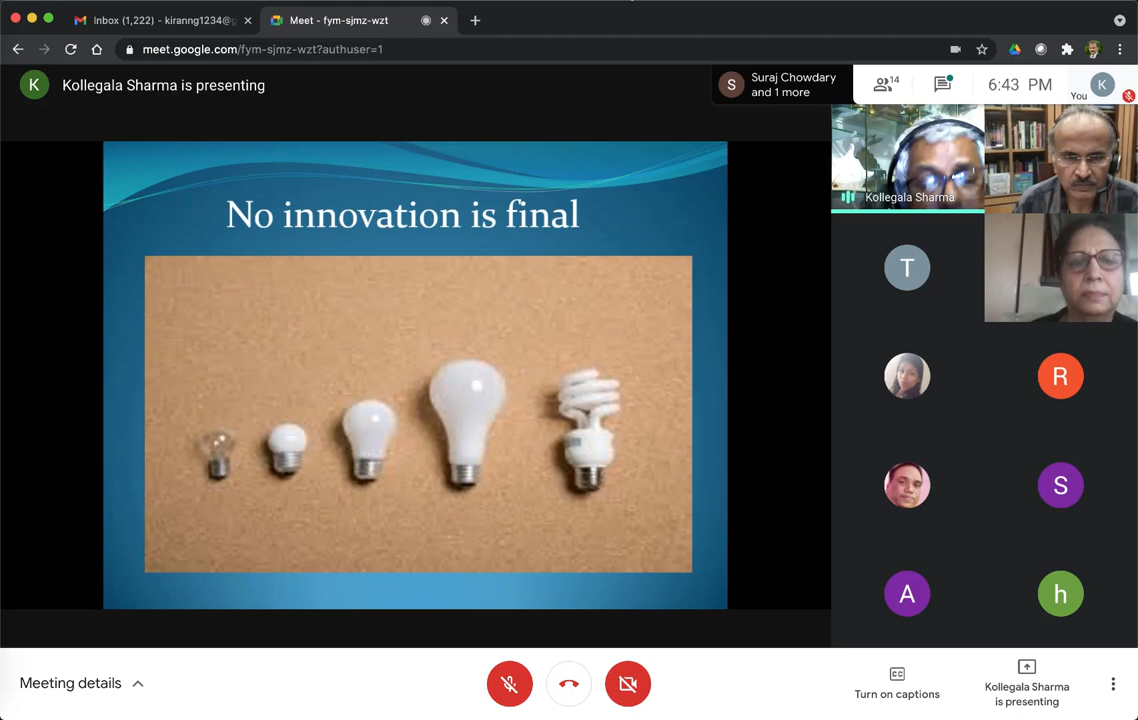 Inbox (1,222) - kiranng1234@g
Meet - fym-sjmz-wzt
meet.google.com/fym-sjmz-wzt?authuser=1
K
Kollegala Sharma is presenting
S
Suraj Chowdary
and 1 more
14
6:43 PM
You
K
No innovation is final
Kollegala Sharma
T
R
S
A
h
Meeting details
CC
Turn on captions
Kollegala Sharma
is presenting